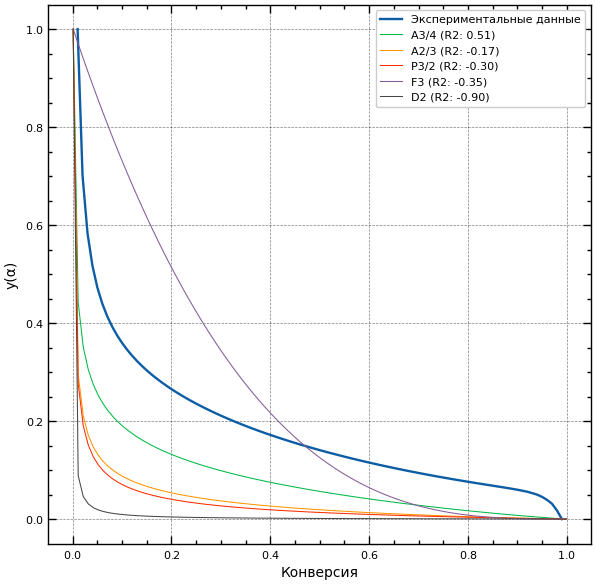 Экспериментальные данные
A3/4 (R2: 0.51)
A2/3 (R2: -0.17)
P3/2 (R2: -0.30)
F3 (R2: -0.35)
D2 (R2: -0.90)
1.0
0.8
0.6
0.4
0.2
0.0
y(α)
0.0 0.2 0.4 0.6 0.8 1.0
Конверсия